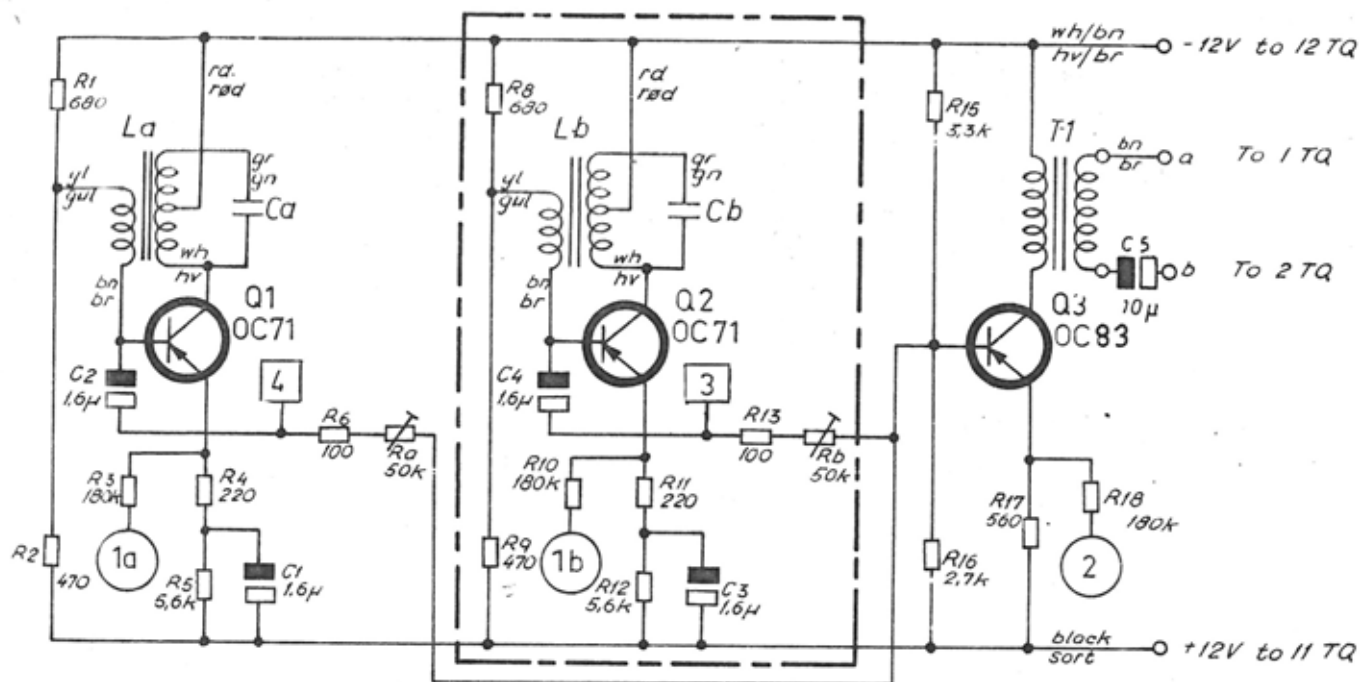 R1
680
La
rd.
rød
yl
gul
gr
gn
Ca
wh
hv
bn
br
Q1
OC71
C2
1,6µ
4
R6
100
Ra
50k
R3
180k
R4
220
1a
R2
470
R5
5,6k
C1
1,6µ
R8
680
Lb
rd
rød
yl
gul
gr
gn
Cb
wh
hv
bn
br
Q2
OC71
C4
1,6µ
3
R13
100
Rb
50k
R10
180k
R11
220
1b
R9
470
R12
5,6k
C3
1,6µ
wh/bn
hv/br
-12V to 12 TQ
R15
3,3k
T1
bn
br
a
To 1 TQ
C5
10µ
b
To 2 TQ
Q3
OC83
R17
560
R18
180k
2
R16
2,7k
black
sort
+12V to 11 TQ